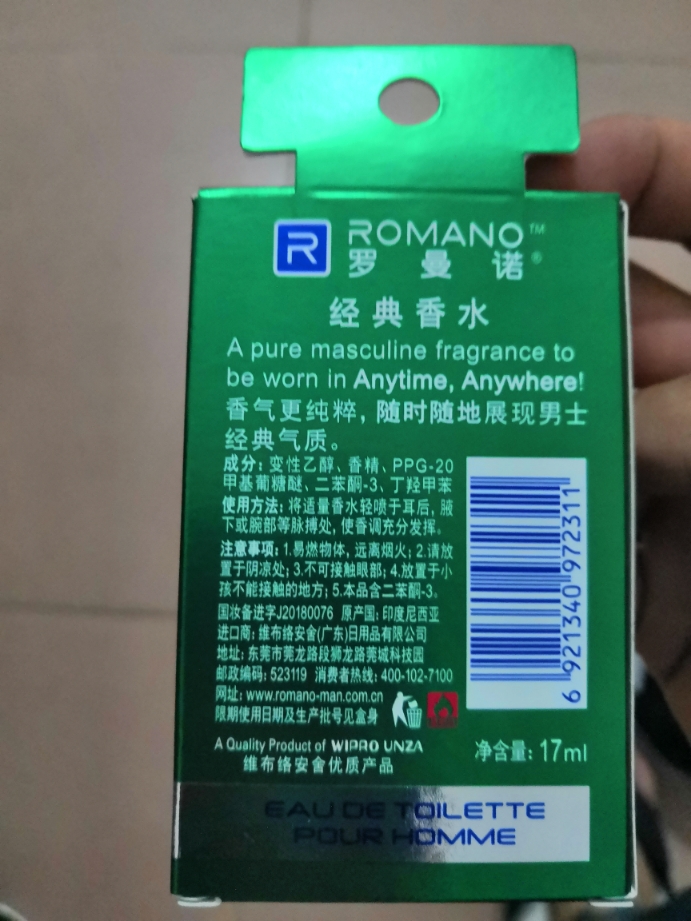 R ROMANO™
罗曼诺®
经典香水
A pure masculine fragrance to
be worn in Anytime, Anywhere!
香气更纯粹，随时随地展现男士
经典气质。
成分：变性乙醇、香精、PPG-20
甲基葡糖醚、二苯酮-3、丁羟甲苯
使用方法：将适量香水轻喷于耳后，腋
下或腕部等脉搏处，使香调充分发挥。
注意事项：1.易燃物体，远离烟火；2.请放
置于阴凉处；3.不可接触眼部；4.放置于小
孩不能接触的地方；5.本品含二苯酮-3。
国妆备进字J20180076 原产国：印度尼西亚
进口商：维布络安舍(广东)日用品有限公司
地址：东莞市莞龙路段狮龙路莞城科技园
邮政编码：523119 消费者热线：400-102-7100
网址：www.romano-man.com.cn
限期使用日期及生产批号见盒身
6 921340 972311
A Quality Product of WIPRO UNZA
维布络安舍优质产品
净含量：17ml
EAU DE TOILETTE
POUR HOMME